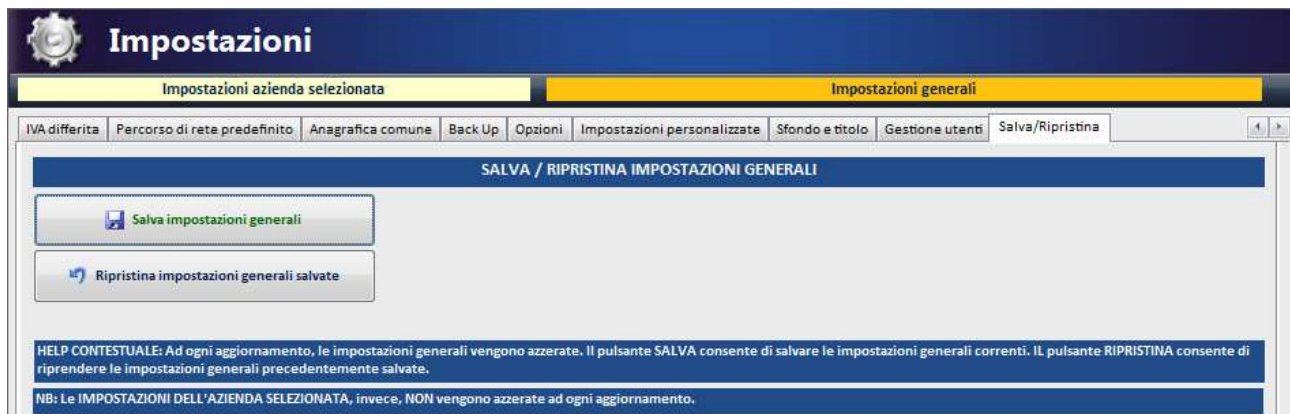 Impostazioni
Impostazioni azienda selezionata Impostazioni generali
IVA differita Percorso di rete predefinito Anagrafica comune Back Up Opzioni Impostazioni personalizzate Sfondo e titolo Gestione utenti Salva/Ripristina
SALVA / RIPRISTINA IMPOSTAZIONI GENERALI
Salva impostazioni generali
Ripristina impostazioni generali salvate
HELP CONTESTUALE: Ad ogni aggiornamento, le impostazioni generali vengono azzerate. Il pulsante SALVA consente di salvare le impostazioni generali correnti. IL pulsante RIPRISTINA consente di
riprendere le impostazioni generali precedentemente salvate.
NB: Le IMPOSTAZIONI DELL'AZIENDA SELEZIONATA, invece, NON vengono azzerate ad ogni aggiornamento.